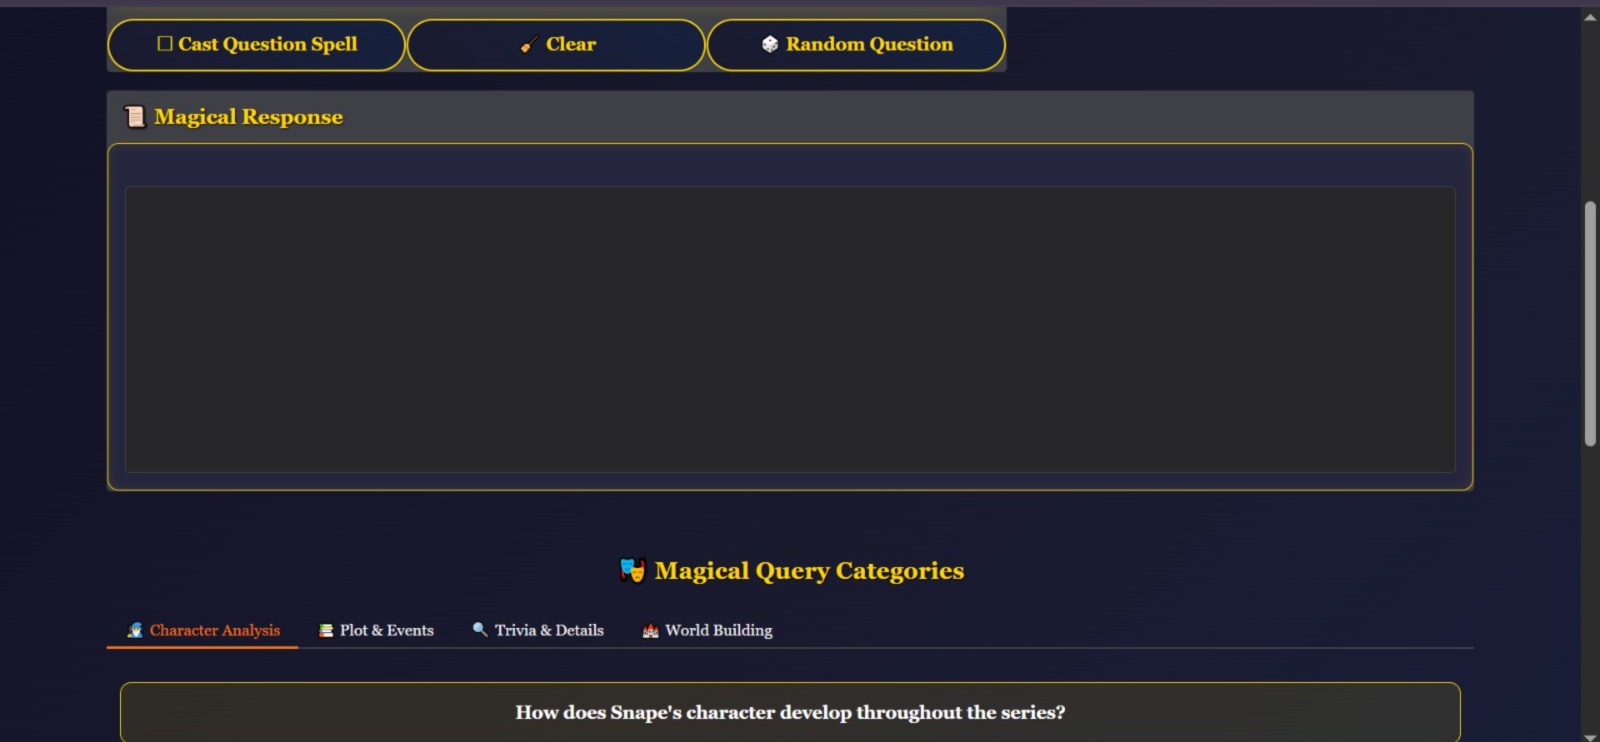 Cast Question Spell
Clear
Random Question
Magical Response
Magical Query Categories
Character Analysis
Plot & Events
Trivia & Details
World Building
How does Snape's character develop throughout the series?